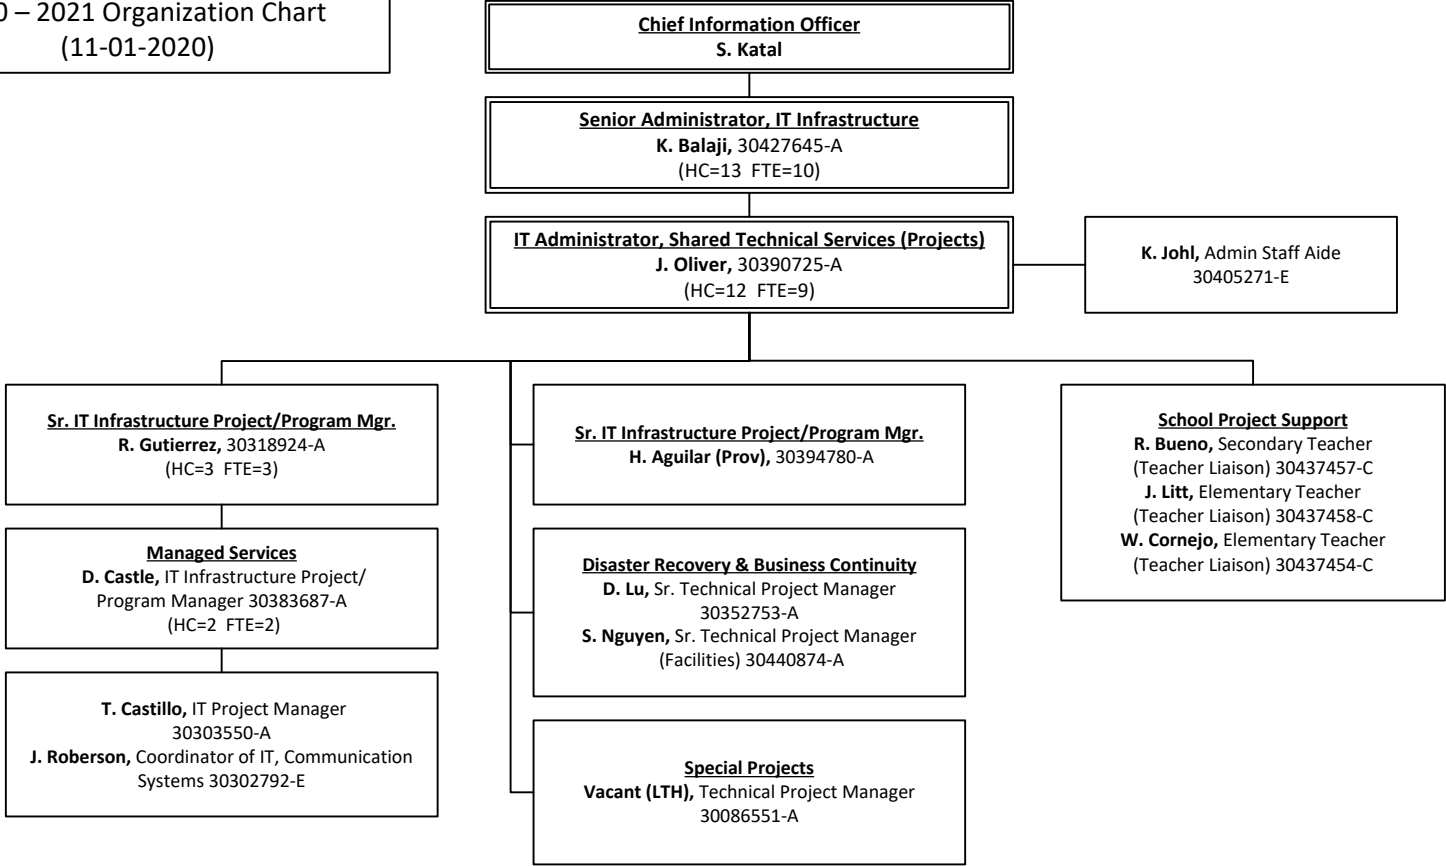 – 2021 Organization Chart
(11-01-2020)
Chief Information Officer
S. Katal
Senior Administrator, IT Infrastructure
K. Balaji, 30427645-A
(HC=13 FTE=10)
IT Administrator, Shared Technical Services (Projects)
J. Oliver, 30390725-A
(HC=12 FTE=9)
K. Johl, Admin Staff Aide
30405271-E
Sr. IT Infrastructure Project/Program Mgr.
R. Gutierrez, 30318924-A
(HC=3 FTE=3)
Managed Services
D. Castle, IT Infrastructure Project/
Program Manager 30383687-A
(HC=2 FTE=2)
T. Castillo, IT Project Manager
30303550-A
J. Roberson, Coordinator of IT, Communication
Systems 30302792-E
Sr. IT Infrastructure Project/Program Mgr.
H. Aguilar (Prov), 30394780-A
Disaster Recovery & Business Continuity
D. Lu, Sr. Technical Project Manager
30352753-A
S. Nguyen, Sr. Technical Project Manager
(Facilities) 30440874-A
Special Projects
Vacant (LTH), Technical Project Manager
30086551-A
School Project Support
R. Bueno, Secondary Teacher
(Teacher Liaison) 30437457-C
J. Litt, Elementary Teacher
(Teacher Liaison) 30437458-C
W. Cornejo, Elementary Teacher
(Teacher Liaison) 30437454-C